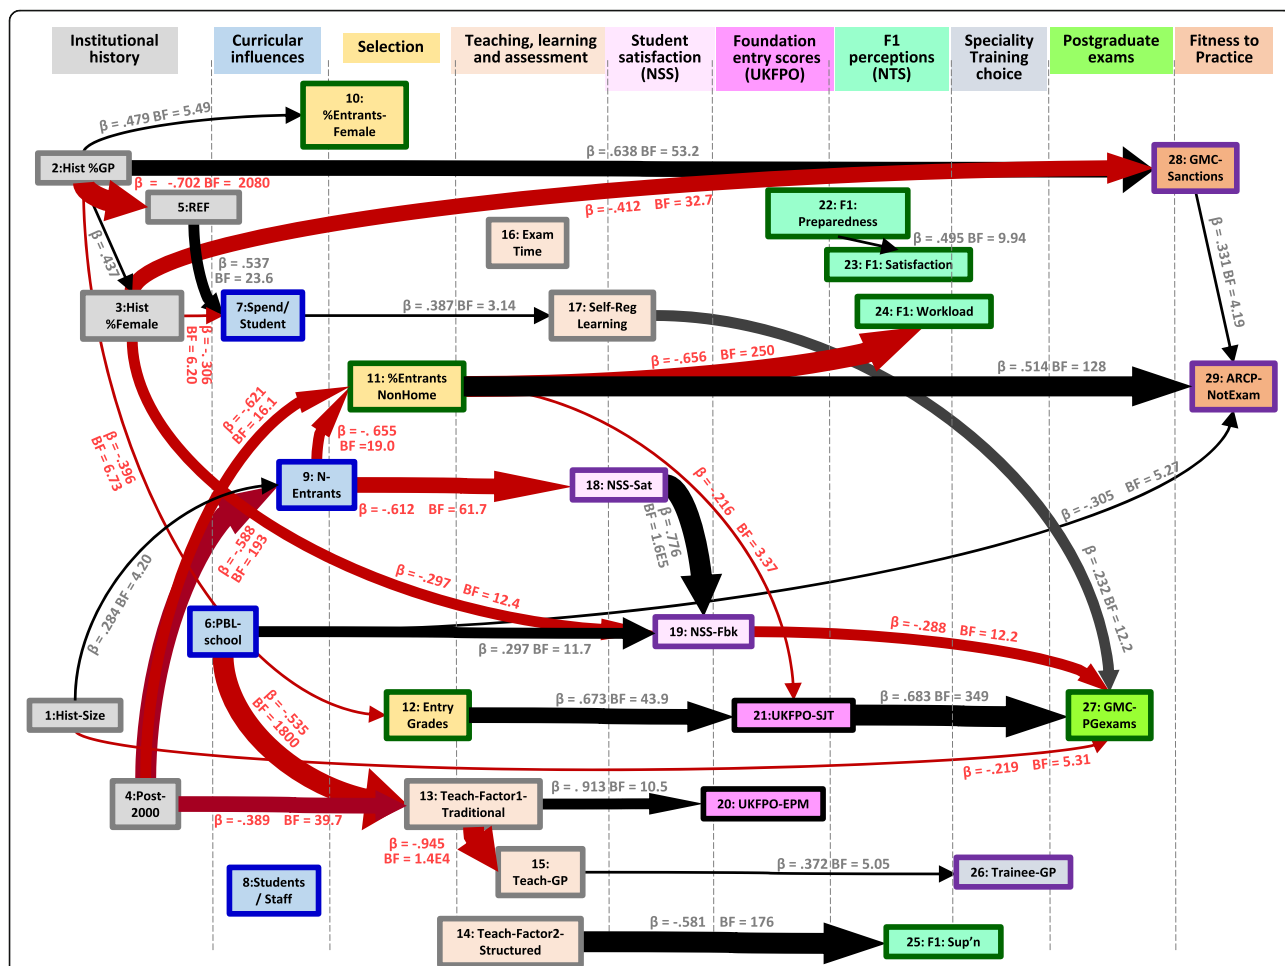 Institutional
history
Curricular
influences
Selection
Teaching, learning
and assessment
Student
satisfaction
(NSS)
Foundation
entry scores
(UKFPO)
F1
perceptions
(NTS)
Speciality
Training
choice
Postgraduate
exams
Fitness to
Practice
10:
%Entrants-
Female
β = .479 BF = 5.49
2:Hist %GP
β = .638 BF = 53.2
28: GMC-
Sanctions
β = -.702 BF = 2080
5:REF
β = -.412 BF = 32.7
22: F1:
Preparedness
16: Exam
Time
β = .495 BF = 9.94
23: F1: Satisfaction
β = .437
β = .537
BF = 23.6
β = .331 BF = 4.19
3:Hist
%Female
7:Spend/
Student
β = .387 BF = 3.14
17: Self-Reg
Learning
24: F1: Workload
β = -.306
BF = 6.20
β = -.656 BF = 250
11: %Entrants
NonHome
β = .514 BF = 128
29: ARCP-
NotExam
β = -.621
BF = 16.1
β = -. 655
BF =19.0
β = -.396
BF = 6.73
9: N-
Entrants
18: NSS-Sat
β = -.612 61.7
β = -.216 BF = 3.37
β = -.305 BF = 5.27
β = .776
BF = 1.6E5
β = -.588
BF = 193
β = .284 BF = 4.20
β = -.297 BF = 12.4
β = .232 BF = 12.2
6:PBL-
school
19: NSS-Fbk
β = .297 BF = 11.7
β = -.288 BF = 12.2
1:Hist-Size
β = -.535
BF = 1800
12: Entry
Grades
β = .673 BF = 43.9
21:UKFPO-SJT
β = .683 BF = 349
27: GMC-
PGexams
β = -.219 BF = 5.31
4:Post-
2000
β = -.389 BF = 39.7
13: Teach-Factor1-
Traditional
β = . 913 BF = 10.5
20: UKFPO-EPM
β = -.945
BF = 1.4E4
15:
Teach-GP
β = .372 BF = 5.05
26: Trainee-GP
8:Students
/ Staff
14: Teach-Factor2-
Structured
β = -.581 BF = 176
25: F1: Sup'n